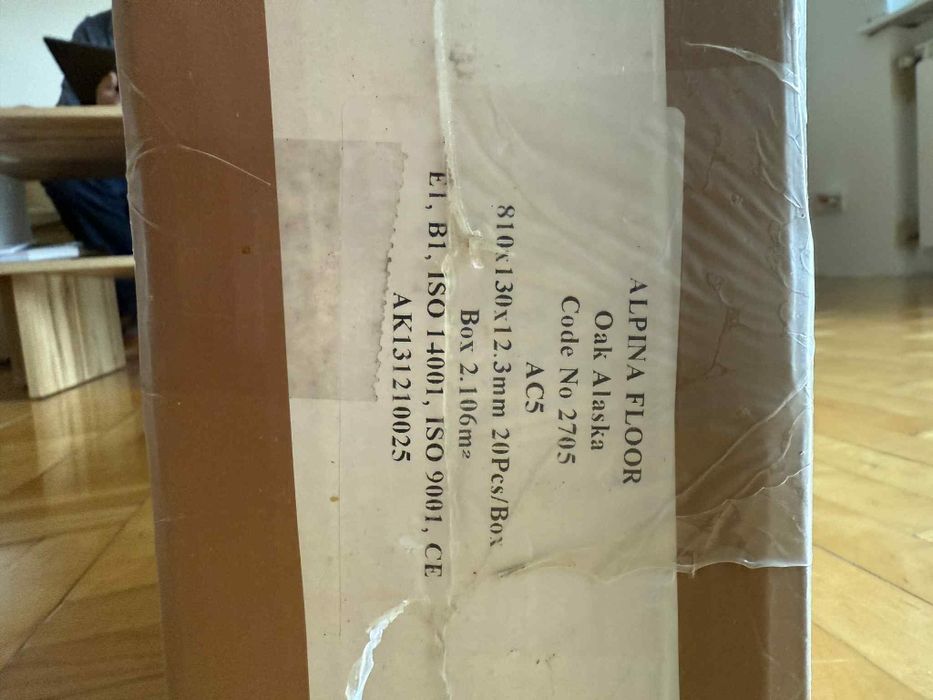 ALPINA FLOOR
Oak Alaska
Code No 2705
AC5
810x130x12.3mm 20Pcs/Box
Box 2.106m²
E1, B1, ISO 14001, ISO 9001, CE
AK131210025